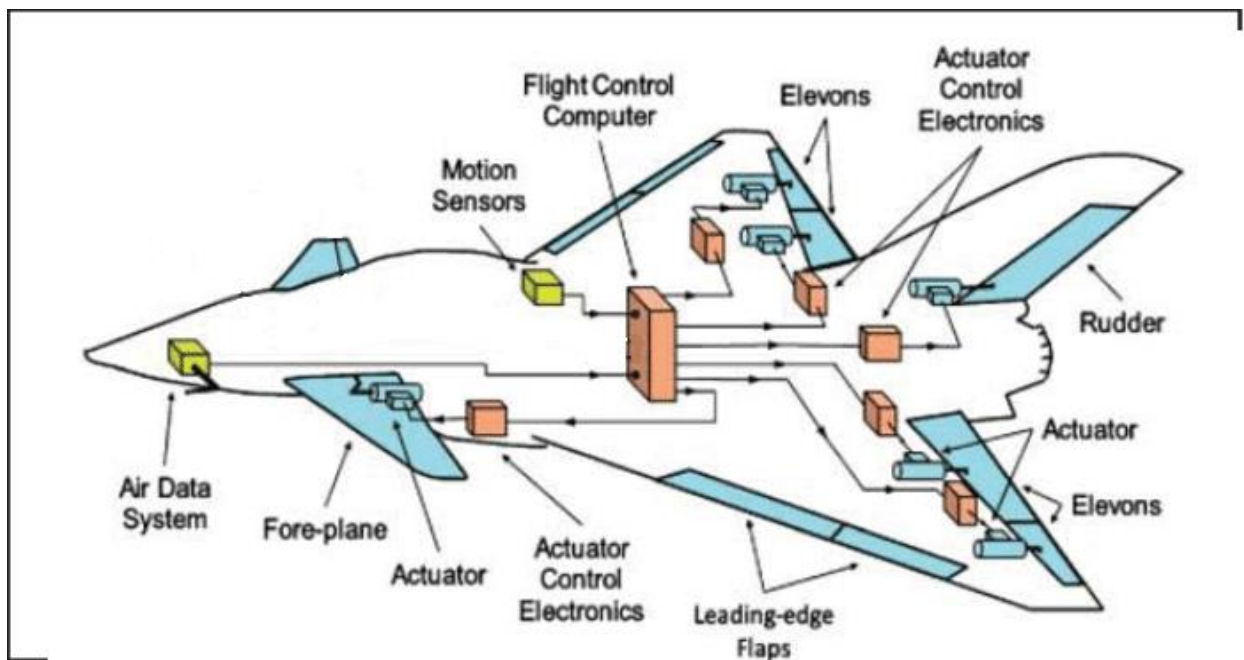 Flight Control
Computer
Elevons
Actuator
Control
Electronics
Motion
Sensors
Rudder
Air Data
System
Fore-plane
Actuator
Actuator
Control
Electronics
Leading-edge
Flaps
Actuator
Elevons